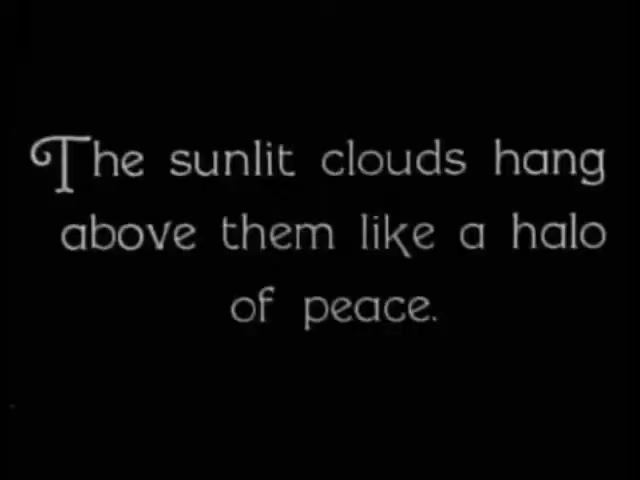 The sunlit clouds hang
above them like a halo
of peace.